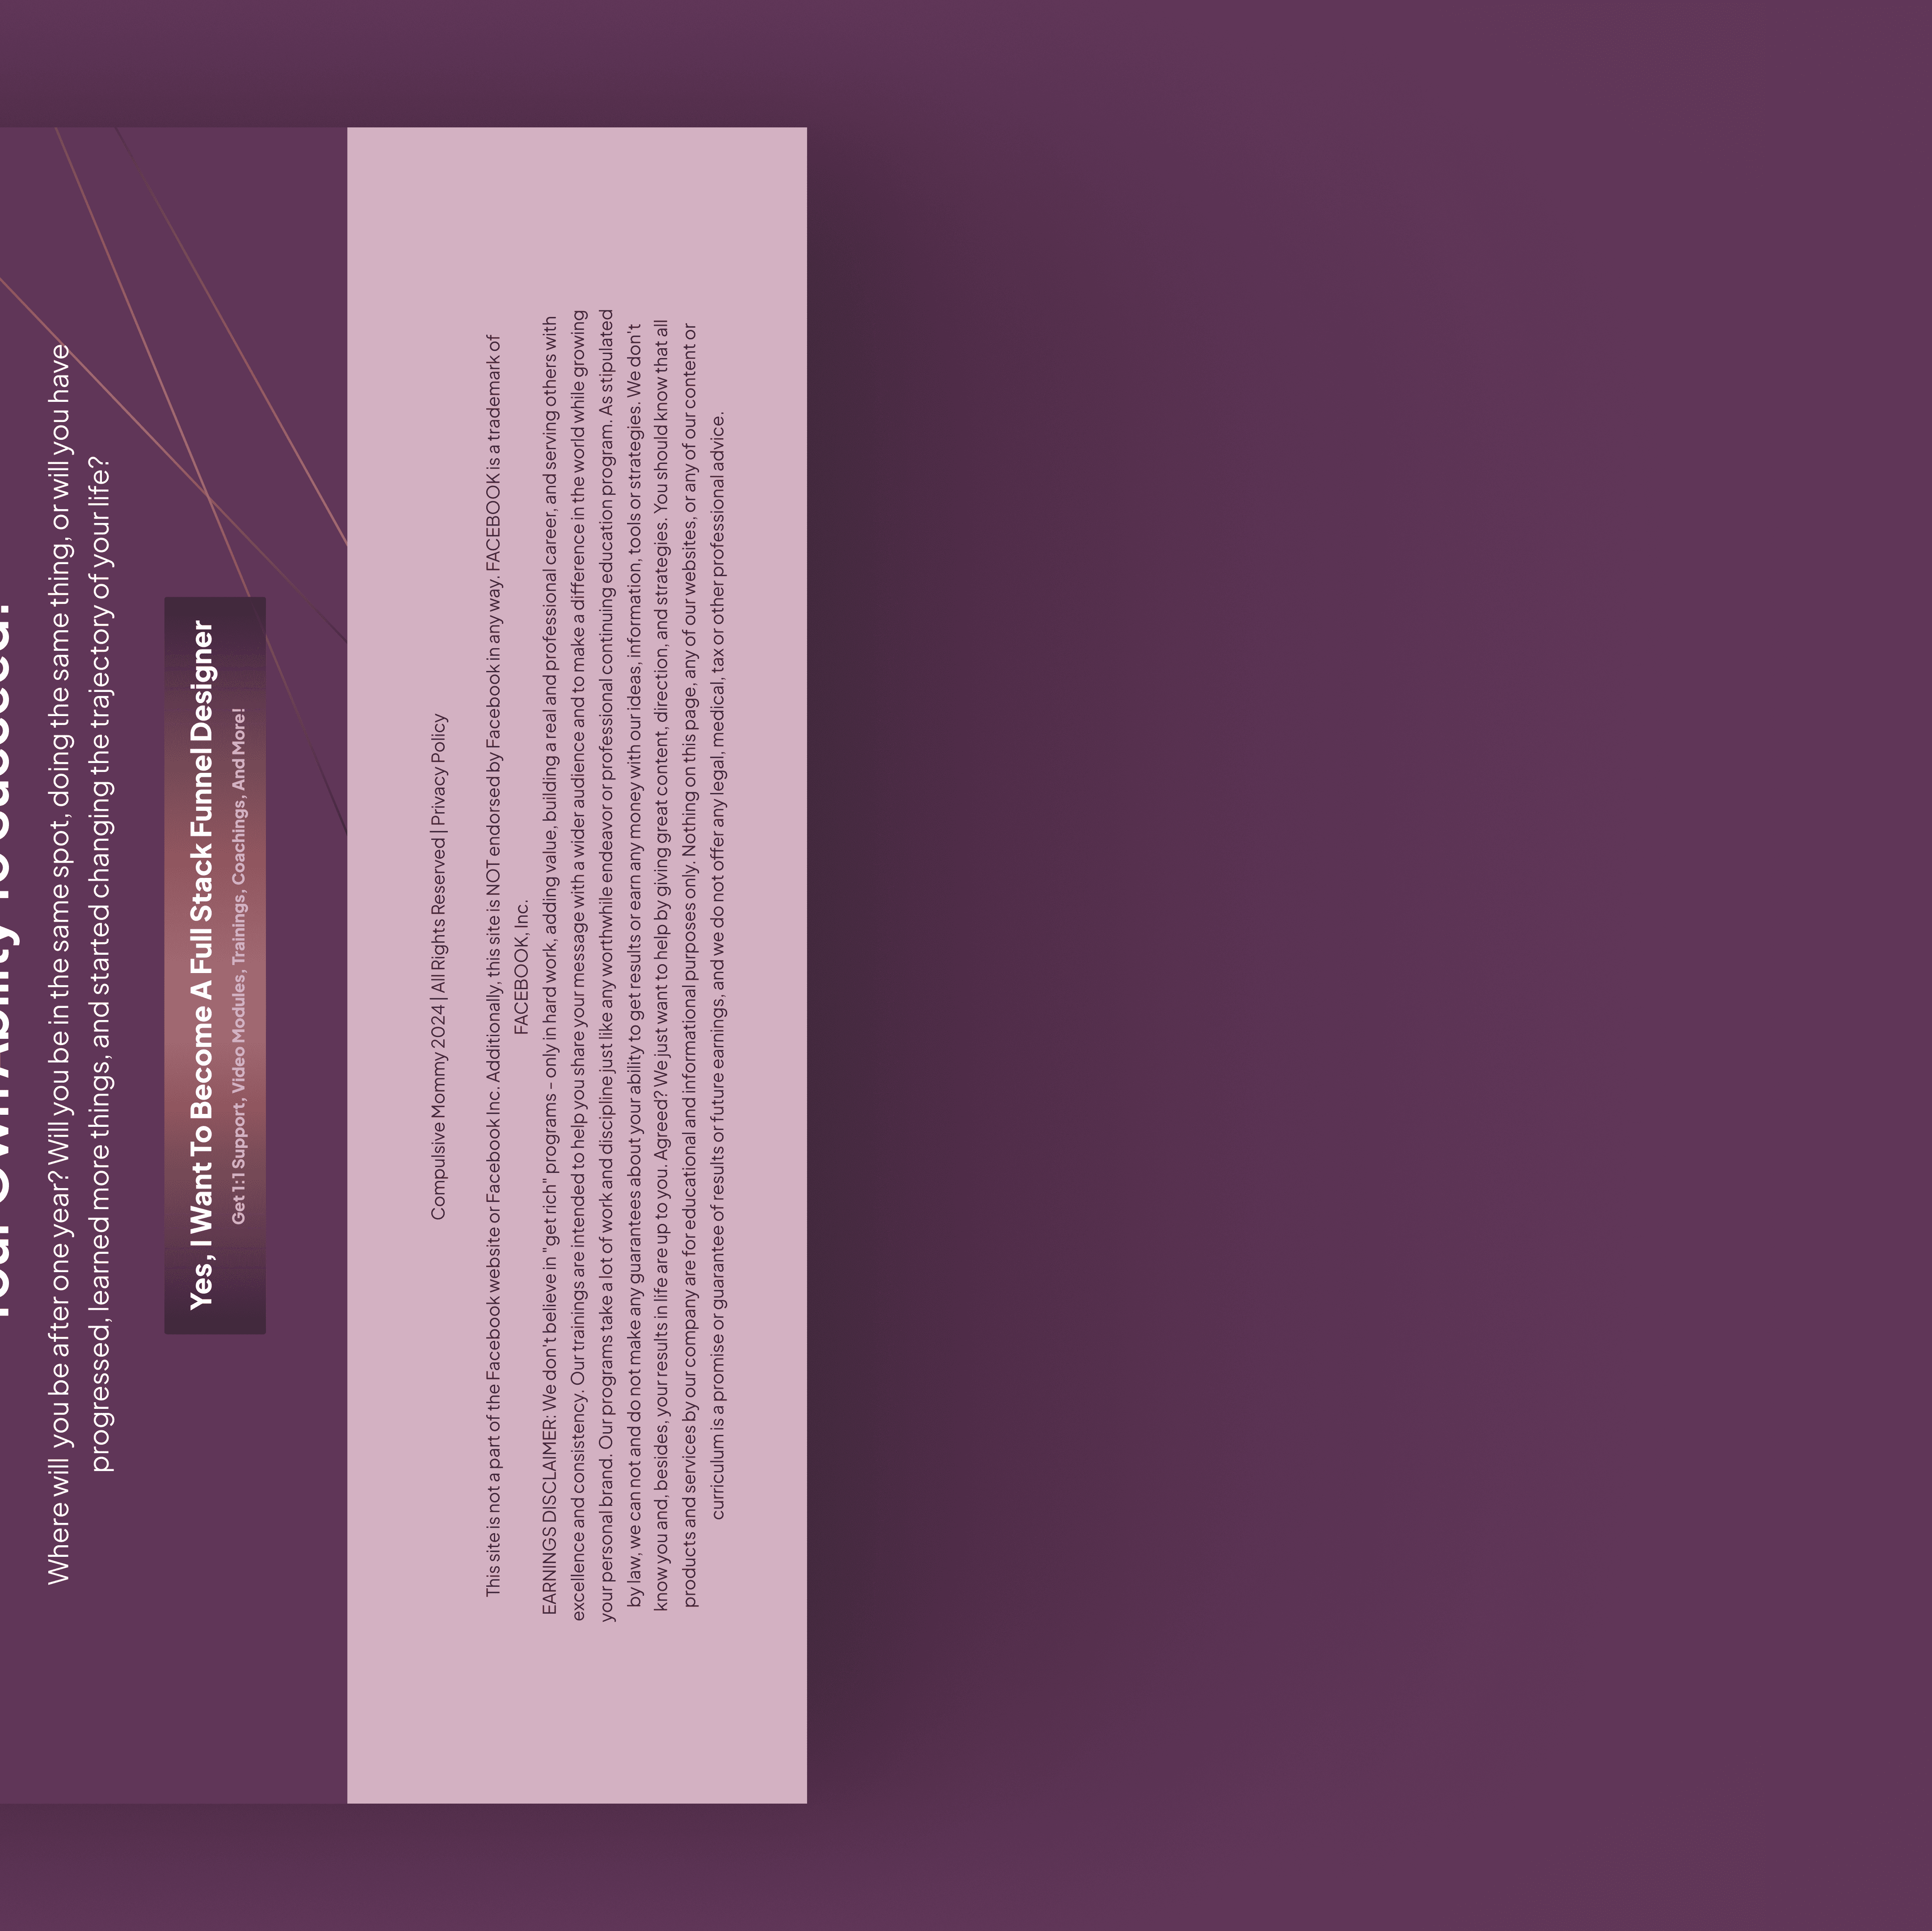 Your Own Ability To Succeed!
Where will you be after one year? Will you be in the same spot, doing the same thing, or will you have
progressed, learned more things, and started changing the trajectory of your life?
Yes, I Want To Become A Full Stack Funnel Designer
Get 1:1 Support, Video Modules, Trainings, Coachings, And More!
Compulsive Mommy 2024 | All Rights Reserved | Privacy Policy
This site is not a part of the Facebook website or Facebook Inc. Additionally, this site is NOT endorsed by Facebook in any way. FACEBOOK is a trademark of
FACEBOOK, Inc.
EARNINGS DISCLAIMER: We don't believe in "get rich" programs - only in hard work, adding value, building a real and professional career, and serving others with
excellence and consistency. Our trainings are intended to help you share your message with a wider audience and to make a difference in the world while growing
your personal brand. Our programs take a lot of work and discipline just like any worthwhile endeavor or professional continuing education program. As stipulated
by law, we can not and do not make any guarantees about your ability to get results or earn any money with our ideas, information, tools or strategies. We don't
know you and, besides, your results in life are up to you. Agreed? We just want to help by giving great content, direction, and strategies. You should know that all
products and services by our company are for educational and informational purposes only. Nothing on this page, any of our websites, or any of our content or
curriculum is a promise or guarantee of results or future earnings, and we do not offer any legal, medical, tax or other professional advice.